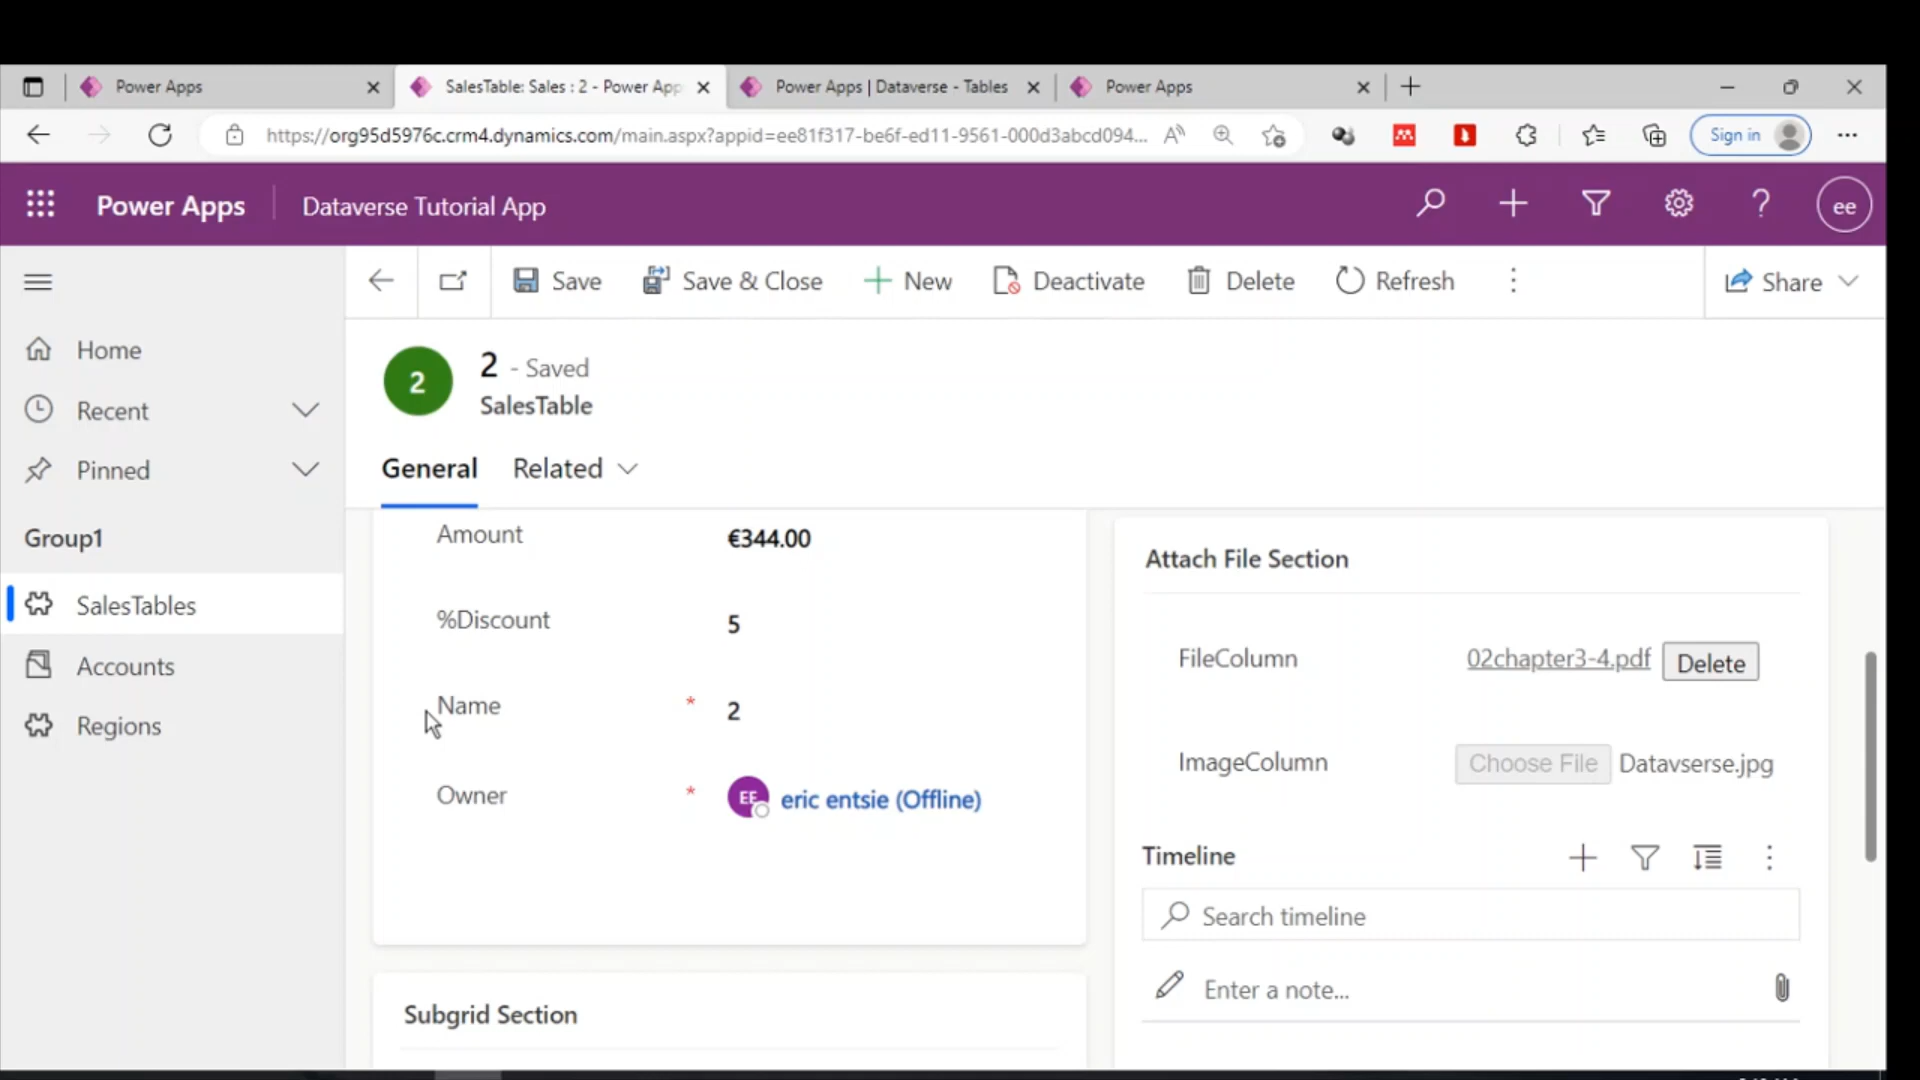 Power Apps
SalesTable: Sales : 2 - Power App
Power Apps | Dataverse - Tables
Power Apps
https://org95d5976c.crm4.dynamics.com/main.aspx?appid=ee81f317-be6f-ed11-9561-000d3abcd094...
Sign in
Power Apps
Dataverse Tutorial App
ee
Save
Save & Close
New
Deactivate
Delete
Refresh
Share
Home
Recent
Pinned
Group1
SalesTables
Accounts
Regions
2
2 - Saved
SalesTable
General
Related
Amount
€344.00
%Discount
5
Name
*
2
Owner
*
EE
eric entsie (Offline)
Subgrid Section
Attach File Section
FileColumn
02chapter3-4.pdf
Delete
ImageColumn
Choose File
Datavserse.jpg
Timeline
Search timeline
Enter a note...